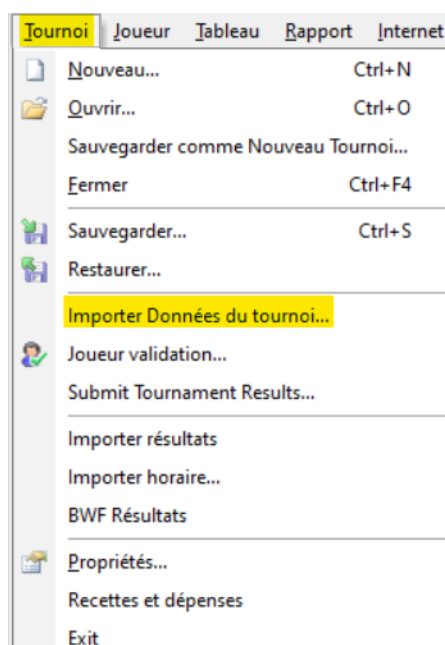 Tournoi Joueur Tableau Rapport Internet
Nouveau... Ctrl+N
Ouvrir... Ctrl+O
Sauvegarder comme Nouveau Tournoi...
Fermer Ctrl+F4
Sauvegarder... Ctrl+S
Restaurer...
Importer Données du tournoi...
Joueur validation...
Submit Tournament Results...
Importer résultats
Importer horaire...
BWF Résultats
Propriétés...
Recettes et dépenses
Exit